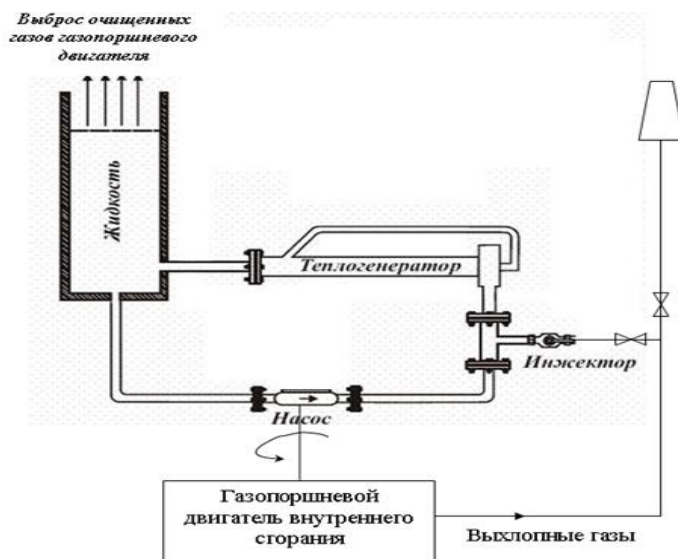 Выброс очищенных
газов газопоршневого
двигателя
Жидкость
Теплогенератор
Инжектор
Насос
Газопоршневой
двигатель внутреннего
сгорания
Выхлопные газы